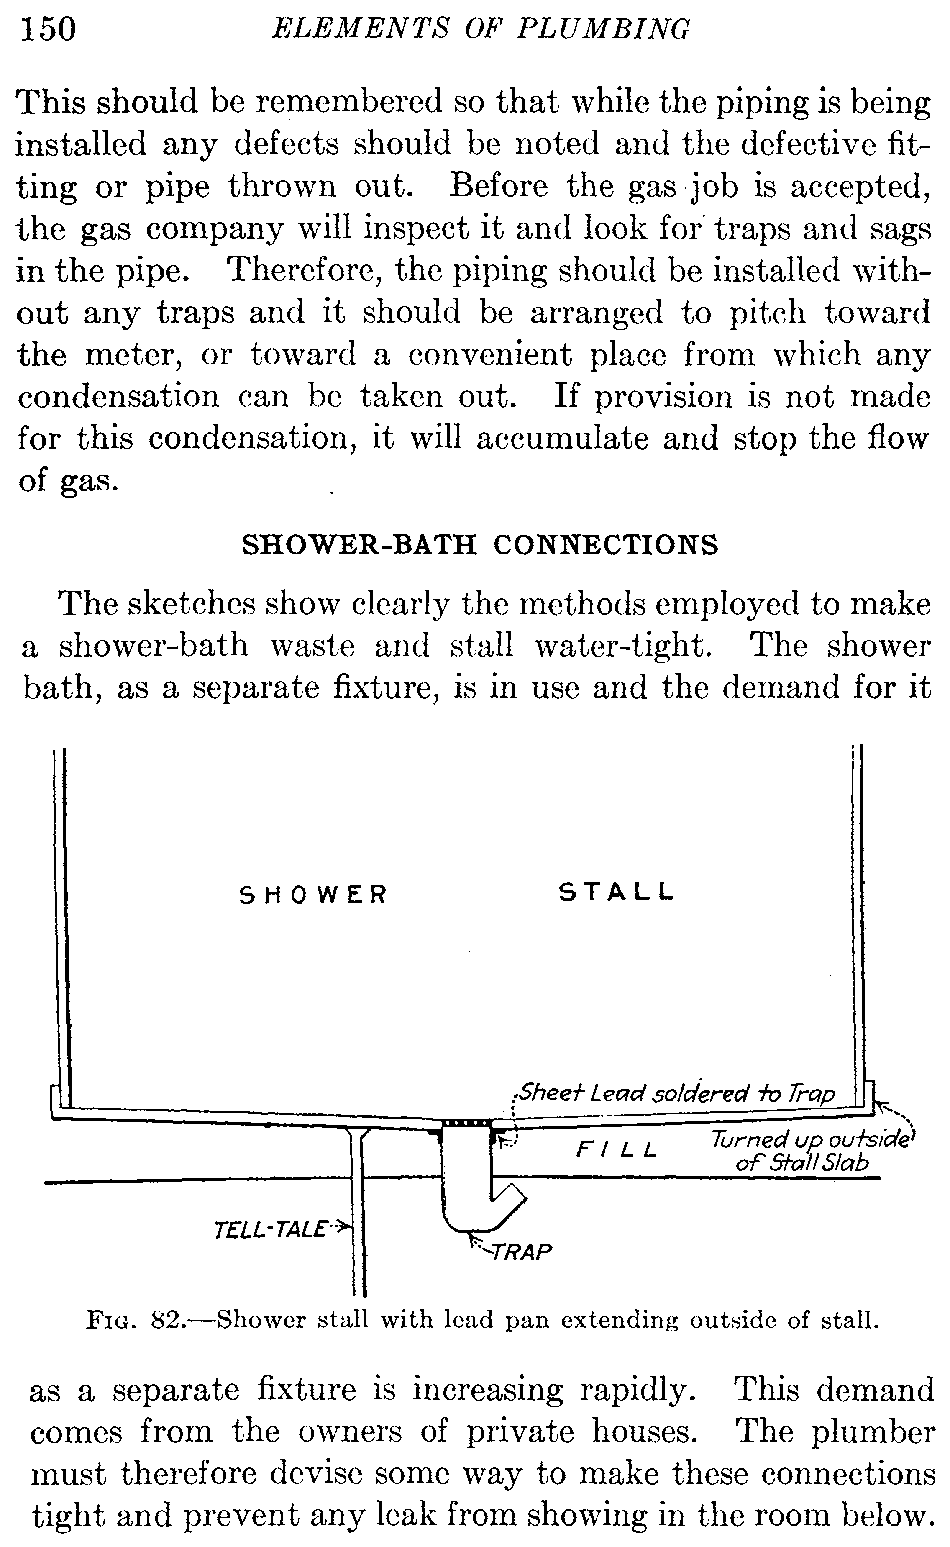 150 ELEMENTS OF PLUMBING
This should be remembered so that while the piping is being
installed any defects should be noted and the defective fit-
ting or pipe thrown out. Before the gas job is accepted,
the gas company will inspect it and look for traps and sags
in the pipe. Therefore, the piping should be installed with-
out any traps and it should be arranged to pitch toward
the meter, or toward a convenient place from which any
condensation can be taken out. If provision is not made
for this condensation, it will accumulate and stop the flow
of gas.
SHOWER-BATH CONNECTIONS
The sketches show clearly the methods employed to make
a shower-bath waste and stall water-tight. The shower
bath, as a separate fixture, is in use and the demand for it
SHOWER STALL
Sheet Lead soldered to Trap
FILL
Turned up outside
of Stall Slab
TELL-TALE
TRAP
FIG. 82.—Shower stall with lead pan extending outside of stall.
as a separate fixture is increasing rapidly. This demand
comes from the owners of private houses. The plumber
must therefore devise some way to make these connections
tight and prevent any leak from showing in the room below.